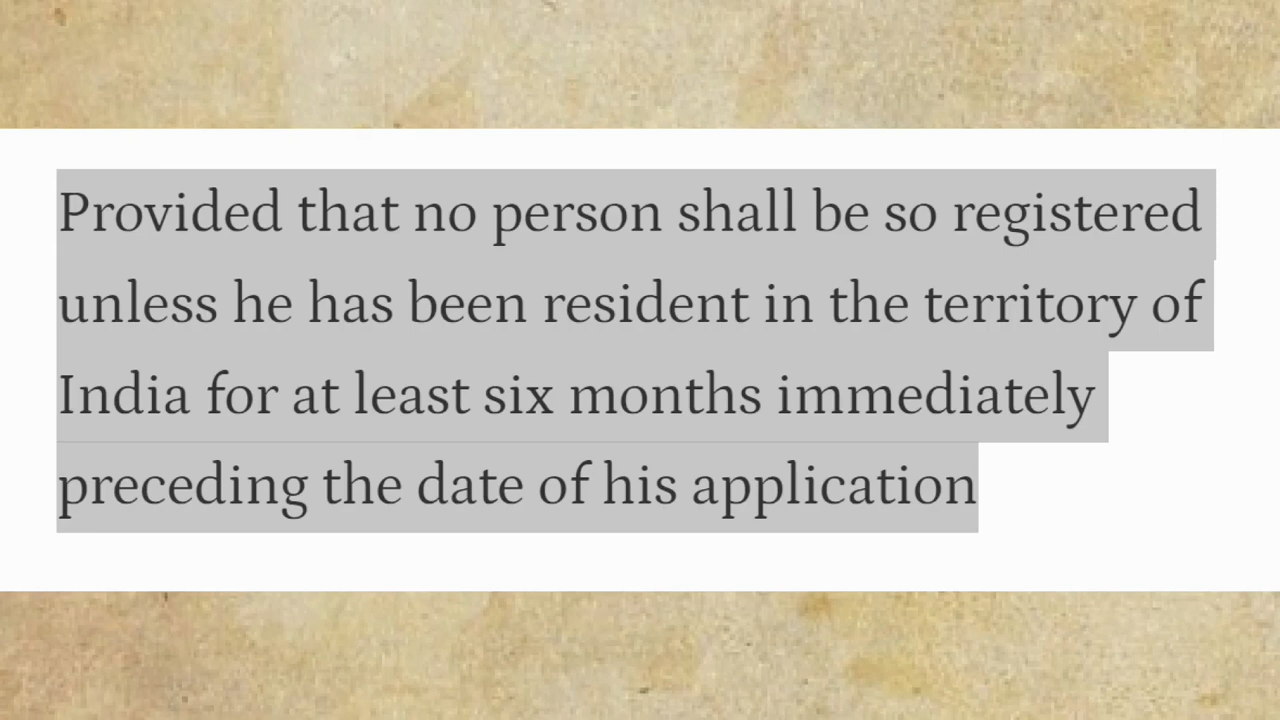 Provided that no person shall be so registered
unless he has been resident in the territory of
India for at least six months immediately
preceding the date of his application